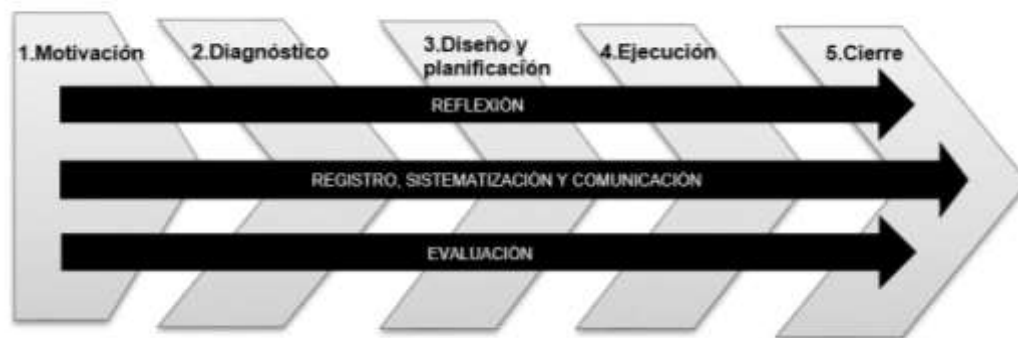 1.Motivación
2.Diagnóstico
3.Diseño y
planificación
4.Ejecución
5.Cierre
REFLEXIÓN
REGISTRO, SISTEMATIZACIÓN Y COMUNICACIÓN
EVALUACIÓN